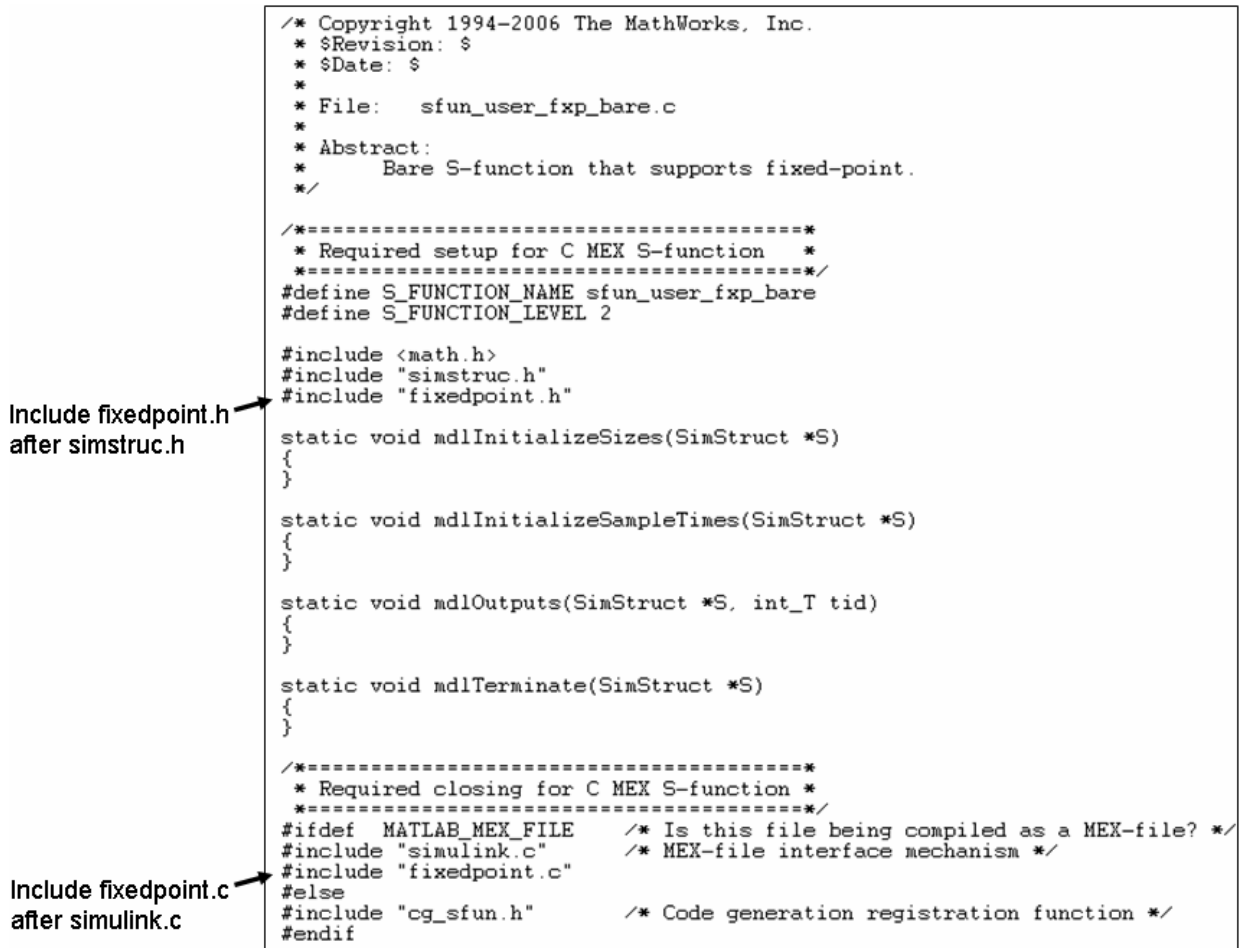 /* Copyright 1994-2006 The MathWorks, Inc.
 * $Revision: $
 * $Date: $
 *
 * File:   sfun_user_fxp_bare.c
 *
 * Abstract:
 *      Bare S-function that supports fixed-point.
 */

/*=======================================*
 * Required setup for C MEX S-function   *
 *=======================================*/
#define S_FUNCTION_NAME sfun_user_fxp_bare
#define S_FUNCTION_LEVEL 2

#include <math.h>
#include "simstruc.h"
#include "fixedpoint.h"
Include fixedpoint.h
after simstruc.h

static void mdlInitializeSizes(SimStruct *S)
{
}

static void mdlInitializeSampleTimes(SimStruct *S)
{
}

static void mdlOutputs(SimStruct *S, int_T tid)
{
}

static void mdlTerminate(SimStruct *S)
{
}

/*=======================================*
 * Required closing for C MEX S-function *
 *=======================================*/
#ifdef  MATLAB_MEX_FILE    /* Is this file being compiled as a MEX-file? */
#include "simulink.c"      /* MEX-file interface mechanism */
#include "fixedpoint.c"
Include fixedpoint.c
after simulink.c
#else
#include "cg_sfun.h"       /* Code generation registration function */
#endif